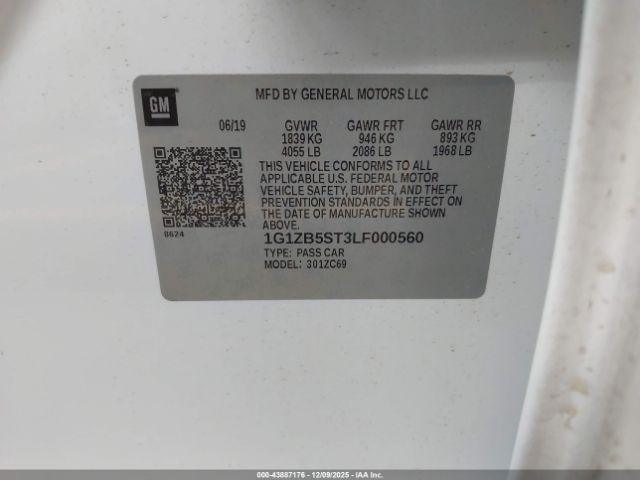 GM
MFD BY GENERAL MOTORS LLC
06/19 GVWR GAWR FRT GAWR RR
1839 KG 946 KG 893 KG
4055 LB 2086 LB 1968 LB
THIS VEHICLE CONFORMS TO ALL
APPLICABLE U.S. FEDERAL MOTOR
VEHICLE SAFETY, BUMPER, AND THEFT
PREVENTION STANDARDS IN EFFECT ON
THE DATE OF MANUFACTURE SHOWN
ABOVE.
8624
1G1ZB5ST3LF000560
TYPE: PASS CAR
MODEL: 301ZC69
000-43887176 - 12/09/2025 - IAA Inc.